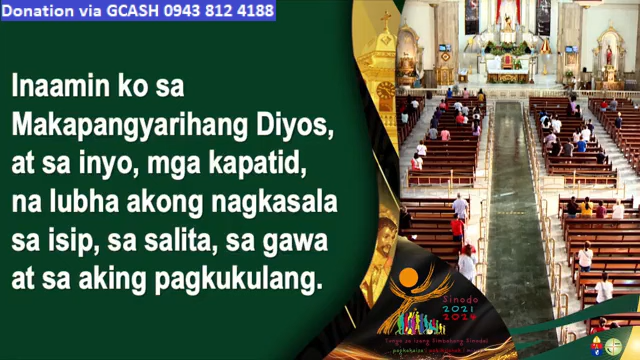 Donation via GCASH 0943 812 4188
Inaamin ko sa
Makapangyarihang Diyos,
at sa inyo, mga kapatid,
na lubha akong nagkasala
sa isip, sa salita, sa gawa
at sa aking pagkukulang.
Sinodo
2021
2024